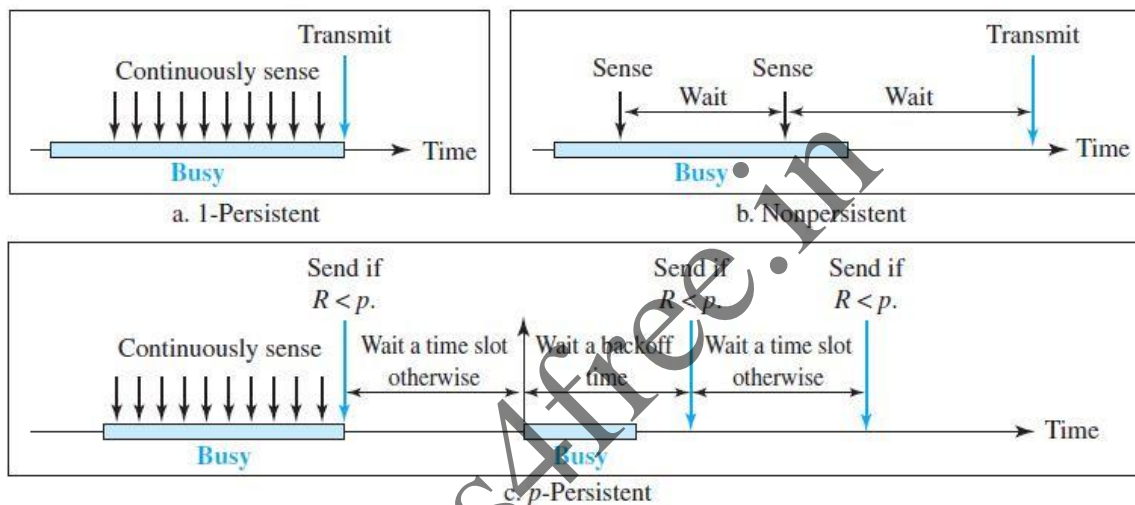 Transmit
Continuously sense
Busy
Time
a. 1-Persistent
Transmit
Sense
Sense
Wait
Wait
Busy
Time
b. Nonpersistent
Send if
R < p.
Send if
R < p.
Send if
R < p.
Continuously sense
Wait a time slot
otherwise
Wait a backoff
time
Wait a time slot
otherwise
Busy
Busy
Time
c. p-Persistent
s4free.in